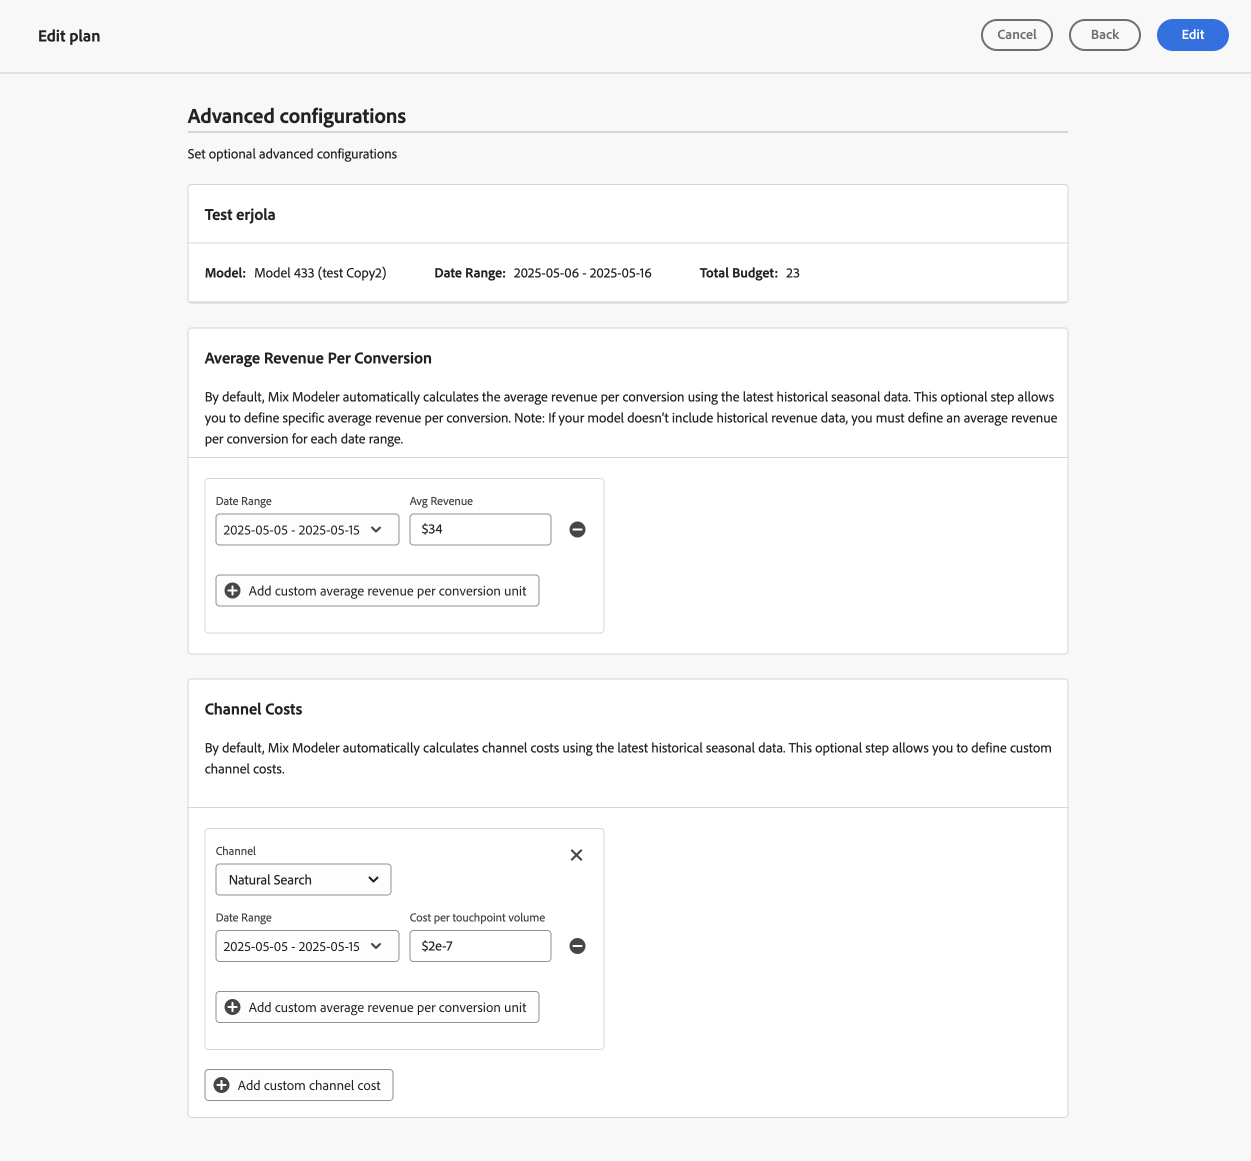 Edit plan
Cancel
Back
Edit
Advanced configurations
Set optional advanced configurations
Test erjola
Model: Model 433 (test Copy2) Date Range: 2025-05-06 - 2025-05-16 Total Budget: 23
Average Revenue Per Conversion
By default, Mix Modeler automatically calculates the average revenue per conversion using the latest historical seasonal data. This optional step allows
you to define specific average revenue per conversion. Note: If your model doesn’t include historical revenue data, you must define an average revenue
per conversion for each date range.
Date Range Avg Revenue
2025-05-05 - 2025-05-15 $34
Add custom average revenue per conversion unit
Channel Costs
By default, Mix Modeler automatically calculates channel costs using the latest historical seasonal data. This optional step allows you to define custom
channel costs.
Channel
Natural Search
Date Range Cost per touchpoint volume
2025-05-05 - 2025-05-15 $2e-7
Add custom average revenue per conversion unit
Add custom channel cost